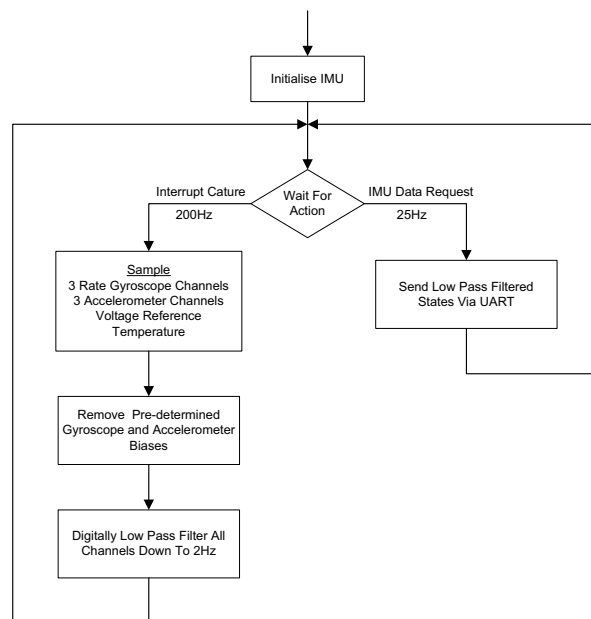 Initialise IMU
Interrupt Cature
200Hz
Wait For
Action
IMU Data Request
25Hz
Sample
3 Rate Gyroscope Channels
3 Accelerometer Channels
Voltage Reference
Temperature
Send Low Pass Filtered
States Via UART
Remove Pre-determined
Gyroscope and Accelerometer
Biases
Digitally Low Pass Filter All
Channels Down To 2Hz